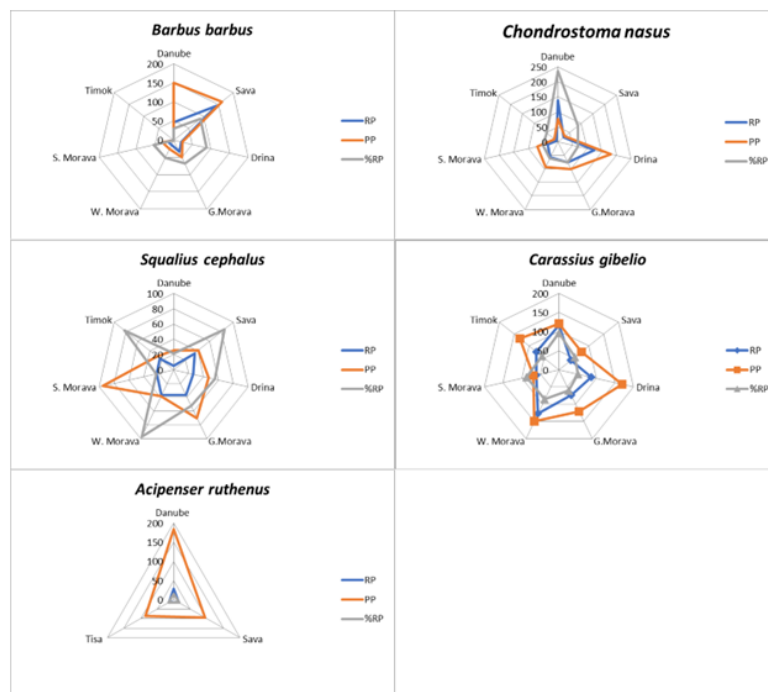 Barbus barbus
Danube
200
150
100
50
0
Sava
Drina
G.Morava
W. Morava
S. Morava
Timok
RP
PP
%RP
Chondrostoma nasus
Danube
250
200
150
100
50
0
Sava
Drina
G.Morava
W. Morava
S. Morava
Timok
RP
PP
%RP
Squalius cephalus
Danube
100
80
60
40
20
0
Sava
Drina
G.Morava
W. Morava
S. Morava
Timok
RP
PP
%RP
Carassius gibelio
Danube
200
150
100
50
0
Sava
Drina
G.Morava
W. Morava
S. Morava
Timok
RP
PP
%RP
Acipenser ruthenus
Danube
200
150
100
50
0
Sava
Tisa
RP
PP
%RP